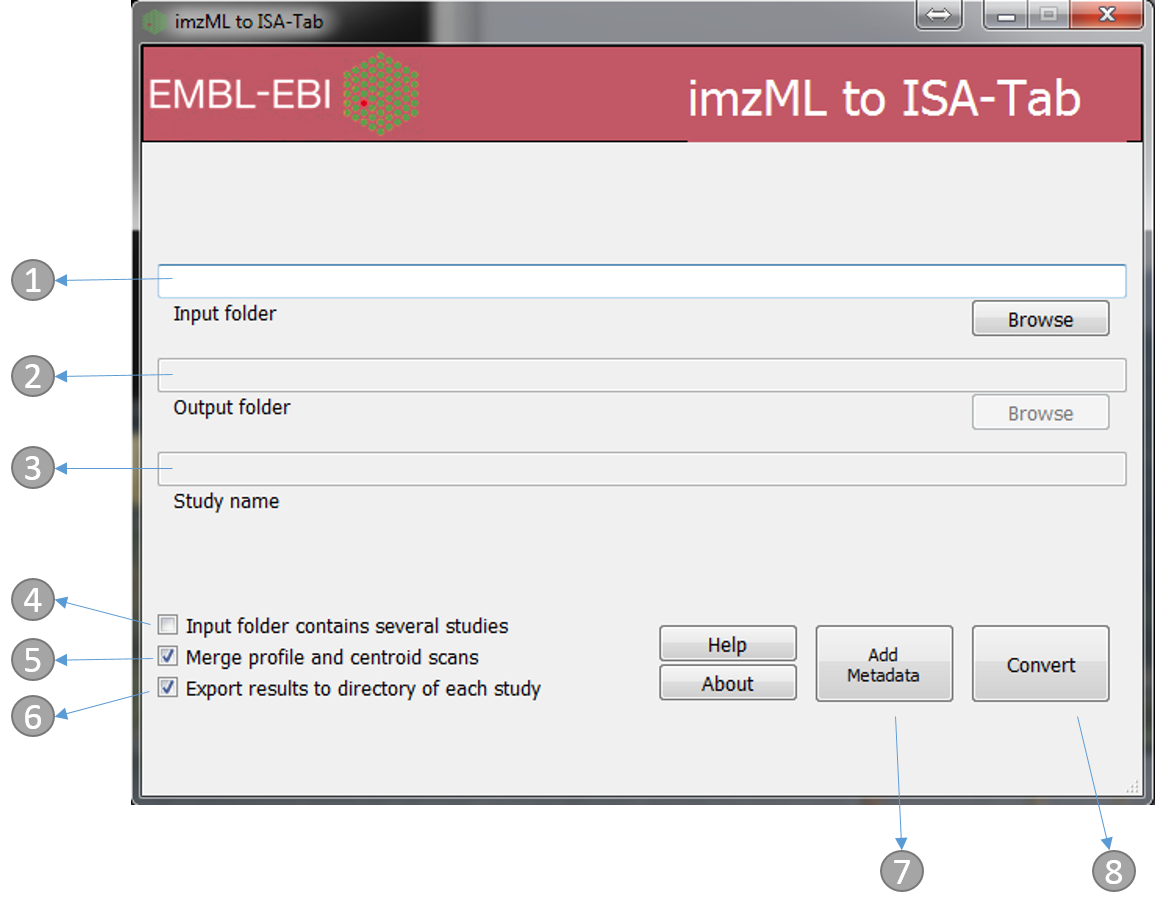 imzML to ISA-Tab
EMBL-EBI
imzML to ISA-Tab
1
Input folder
Browse
2
Output folder
Browse
3
Study name
4
Input folder contains several studies
5
Merge profile and centroid scans
6
Export results to directory of each study
Help
About
Add
Metadata
Convert
7
8